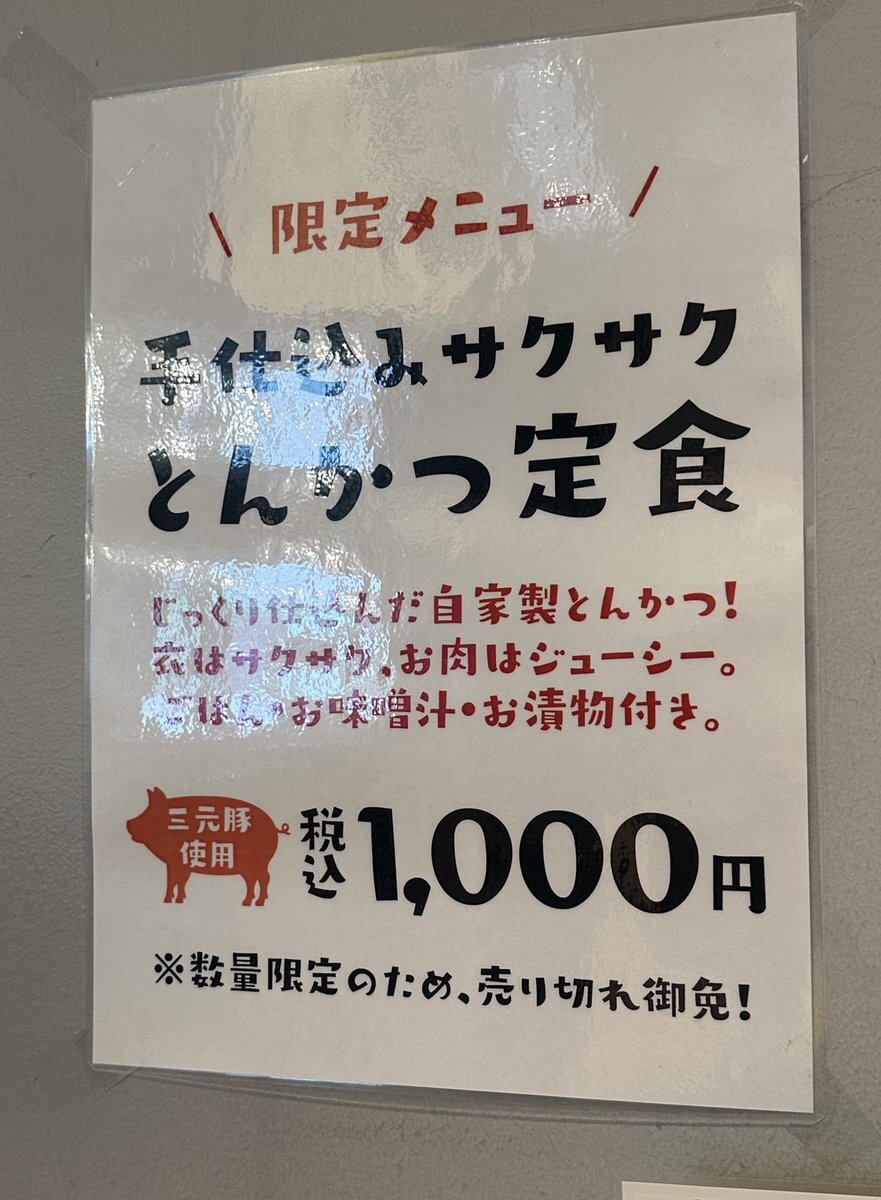 限定メニュー
手仕込みサクサク
とんかつ定食
じっくり仕込んだ自家製とんかつ！
衣はサクサク、お肉はジューシー。
ごはん・お味噌汁・お漬物付き。
三元豚
使用
税込
1,000円
※数量限定のため、売り切れ御免！